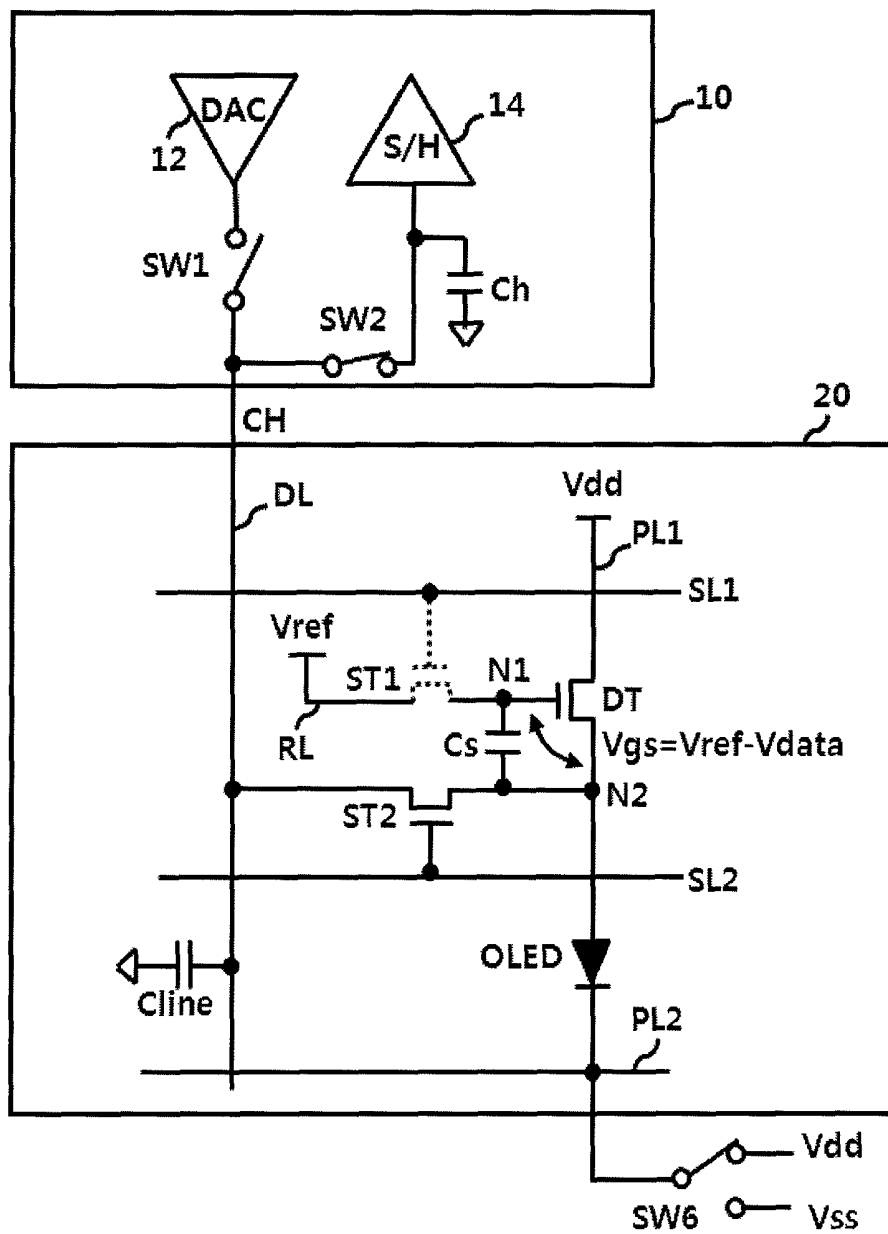 DAC
12
S/H
14
10
SW1
Ch
SW2
CH
20
DL
Vdd
PL1
SL1
Vref
ST1
N1
DT
RL
Cs
Vgs=Vref-Vdata
N2
ST2
SL2
OLED
Cline
PL2
Vdd
SW6
Vss